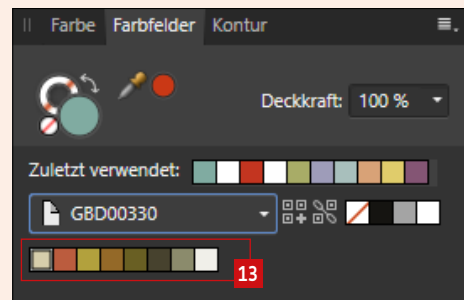 Farbe Farbfelder Kontur
Deckkraft: 100 %
Zuletzt verwendet:
GBD00330
13